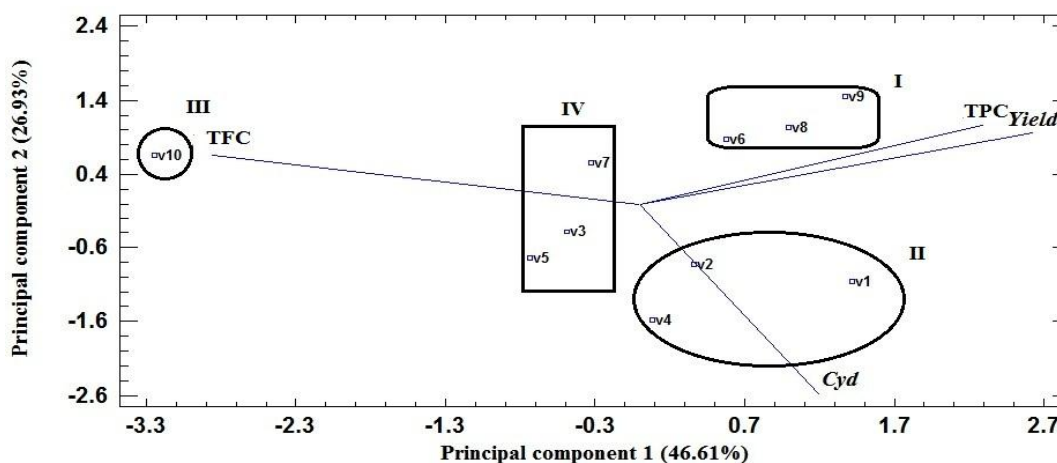 2.4
I
1.4
v9
III
IV
TPC
Yield
v8
TFC
v6
v10
v7
0.4
v3
-0.6
v5
v2
II
v1
v4
-1.6
Cyd
-2.6
-3.3 -2.3 -1.3 -0.3 0.7 1.7 2.7
Principal component 1 (46.61%)
Principal component 2 (26.93%)